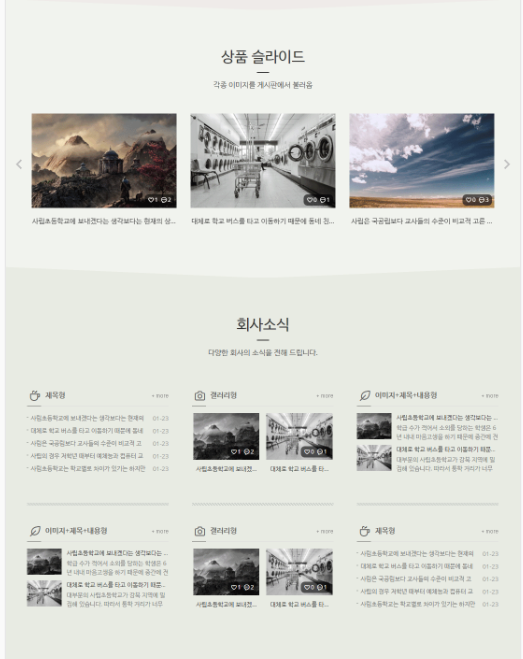 상품 슬라이드
각종 이미지를 게시판에서 불러옴
1 2
0 1
0 3
사립초등학교에 보내겠다는 생각보다는 현재의 상...
대체로 학교 버스를 타고 이동하기 때문에 동네 친...
사립은 국공립보다 교사들의 수준이 비교적 고른 ...
회사소식
다양한 회사의 소식을 전해 드립니다.
제목형
+ more
· 사립초등학교에 보내겠다는 생각보다는 현재의 01-23
· 대체로 학교 버스를 타고 이동하기 때문에 동네 01-23
· 사립은 국공립보다 교사들의 수준이 비교적 고 01-23
· 사립의 경우 저학년 때부터 예체능과 컴퓨터 교 01-23
· 사립초등학교는 학교별로 차이가 있기는 하지만 01-23
갤러리형
+ more
1 2
0 1
사립초등학교에 보내겠...
대체로 학교 버스를 타...
이미지+제목+내용형
+ more
사립초등학교에 보내겠다는 생각보다는 ...
학급 수가 적어서 소외를 당하는 학생은 6
년 내내 마음고생을 하기 때문에 중간에 전
대체로 학교 버스를 타고 이동하기 때문...
대부분의 사립초등학교가 강북 지역에 밀
집해 있습니다. 따라서 통학 거리가 너무
이미지+제목+내용형
+ more
사립초등학교에 보내겠다는 생각보다는 ...
학급 수가 적어서 소외를 당하는 학생은 6
년 내내 마음고생을 하기 때문에 중간에 전
대체로 학교 버스를 타고 이동하기 때문...
대부분의 사립초등학교가 강북 지역에 밀
집해 있습니다. 따라서 통학 거리가 너무
갤러리형
+ more
1 2
0 1
사립초등학교에 보내겠...
대체로 학교 버스를 타...
제목형
+ more
· 사립초등학교에 보내겠다는 생각보다는 현재의 01-23
· 대체로 학교 버스를 타고 이동하기 때문에 동네 01-23
· 사립은 국공립보다 교사들의 수준이 비교적 고 01-23
· 사립의 경우 저학년 때부터 예체능과 컴퓨터 교 01-23
· 사립초등학교는 학교별로 차이가 있기는 하지만 01-23